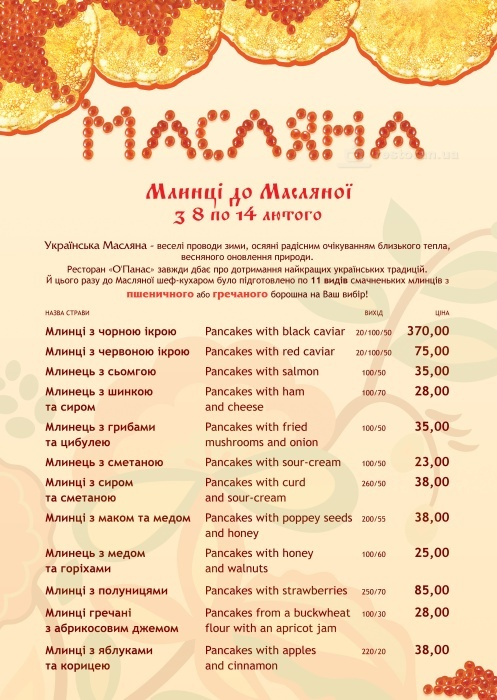 МАСЛЯНА
Млинці до Масляної
з 8 по 14 лютого
Українська Масляна - веселі проводи зими, осяяні радісним очікуванням близького тепла,
весняного оновлення природи.
Ресторан «О'Панас» завжди дбає про дотримання найкращих українських традицій.
Й цього разу до Масляної шеф-кухаром було підготовлено по 11 видів смачненьких млинців з
пшеничного або гречаного борошна на Ваш вибір!
НАЗВА СТРАВИ ВИХІД ЦІНА
Млинці з чорною ікрою Pancakes with black caviar 20/100/50 370,00
Млинці з червоною ікрою Pancakes with red caviar 20/100/50 75,00
Млинець з сьомгою Pancakes with salmon 100/50 35,00
Млинець з шинкою Pancakes with ham 100/70 28,00
та сиром and cheese
Млинець з грибами Pancakes with fried 100/50 35,00
та цибулею mushrooms and onion
Млинець з сметаною Pancakes with sour-cream 100/50 23,00
Млинці з сиром Pancakes with curd 260/50 38,00
та сметаною and sour-cream
Млинці з маком та медом Pancakes with poppey seeds 200/55 38,00
and honey
Млинець з медом Pancakes with honey 100/60 25,00
та горіхами and walnuts
Млинці з полуницями Pancakes with strawberries 250/70 85,00
Млинці гречані Pancakes from a buckwheat 100/30 28,00
з абрикосовим джемом flour with an apricot jam
Млинці з яблуками Pancakes with apples 220/20 38,00
та корицею and cinnamon